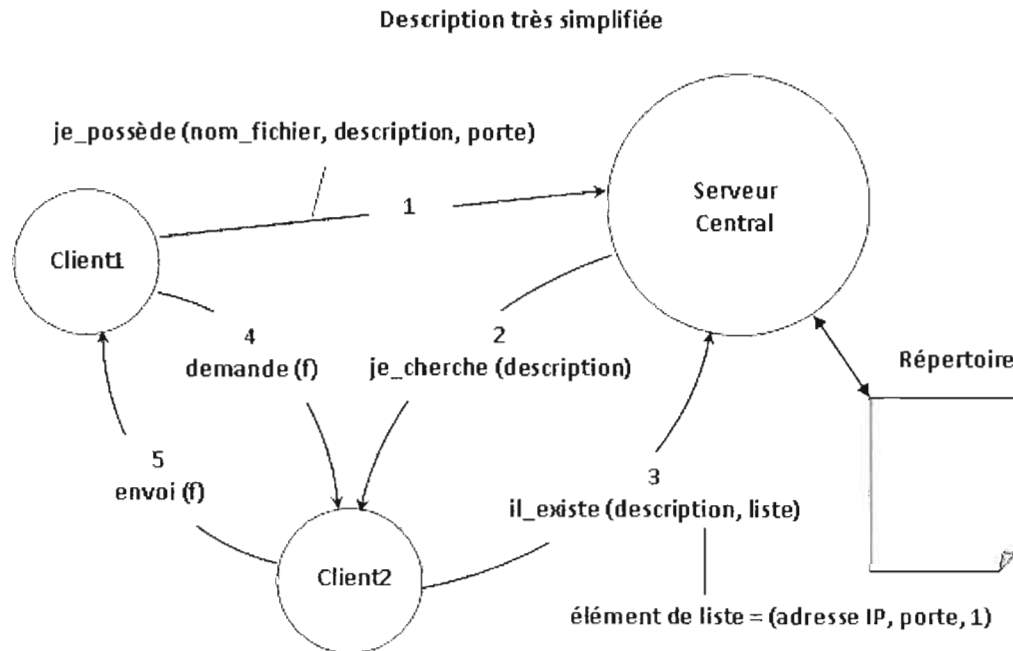 Description très simplifiée
je_possède (nom_fichier, description, porte)
1
Serveur
Central
Client1
4
demande (f)
2
je_cherche (description)
Répertoire
5
envoi (f)
3
il_existe (description, liste)
Client2
élément de liste = (adresse IP, porte, 1)